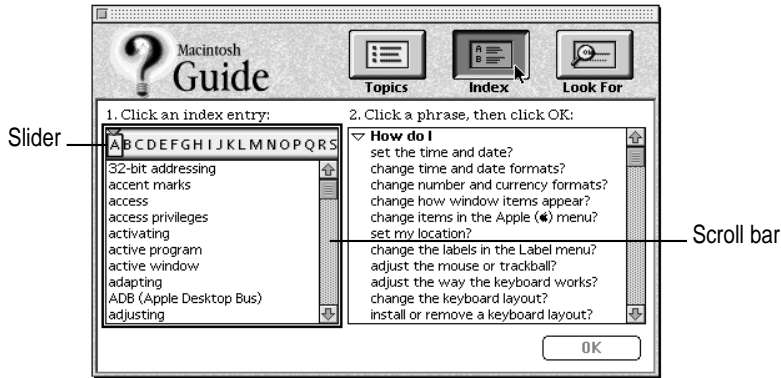 Macintosh
Guide
Topics
Index
Look For
1. Click an index entry:
2. Click a phrase, then click OK:
Slider
A B C D E F G H I J K L M N O P Q R S
32-bit addressing
accent marks
access
access privileges
activating
active program
active window
adapting
ADB (Apple Desktop Bus)
adjusting
How do I
set the time and date?
change time and date formats?
change number and currency formats?
change how window items appear?
change items in the Apple () menu?
set my location?
change the labels in the Label menu?
adjust the mouse or trackball?
adjust the way the keyboard works?
change the keyboard layout?
install or remove a keyboard layout?
Scroll bar
OK